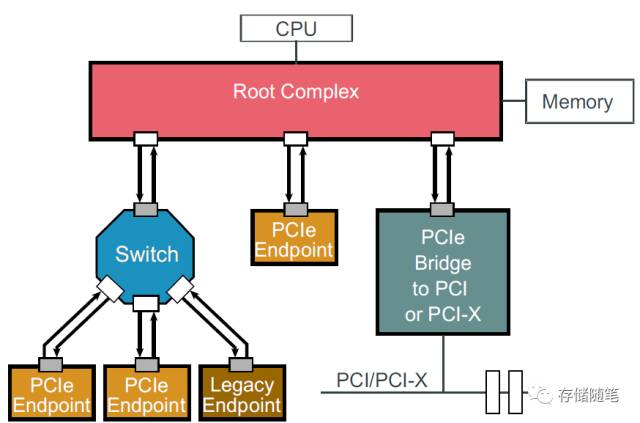 CPU
Root Complex
Memory
Switch
PCIe
Endpoint
PCIe
Bridge
to PCI
or PCI-X
PCIe
Endpoint
PCIe
Endpoint
Legacy
Endpoint
PCI/PCI-X
存储随笔